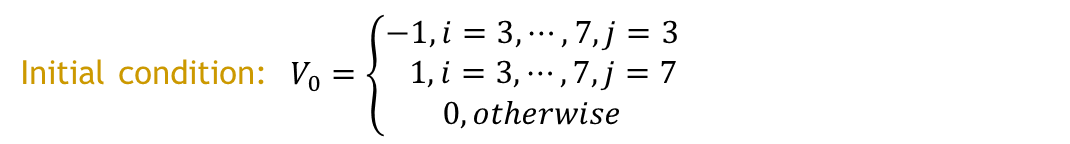 −1, i = 3, ⋯ , 7, j = 3
Initial condition: V₀ = { 1, i = 3, ⋯ , 7, j = 7
0, otherwise